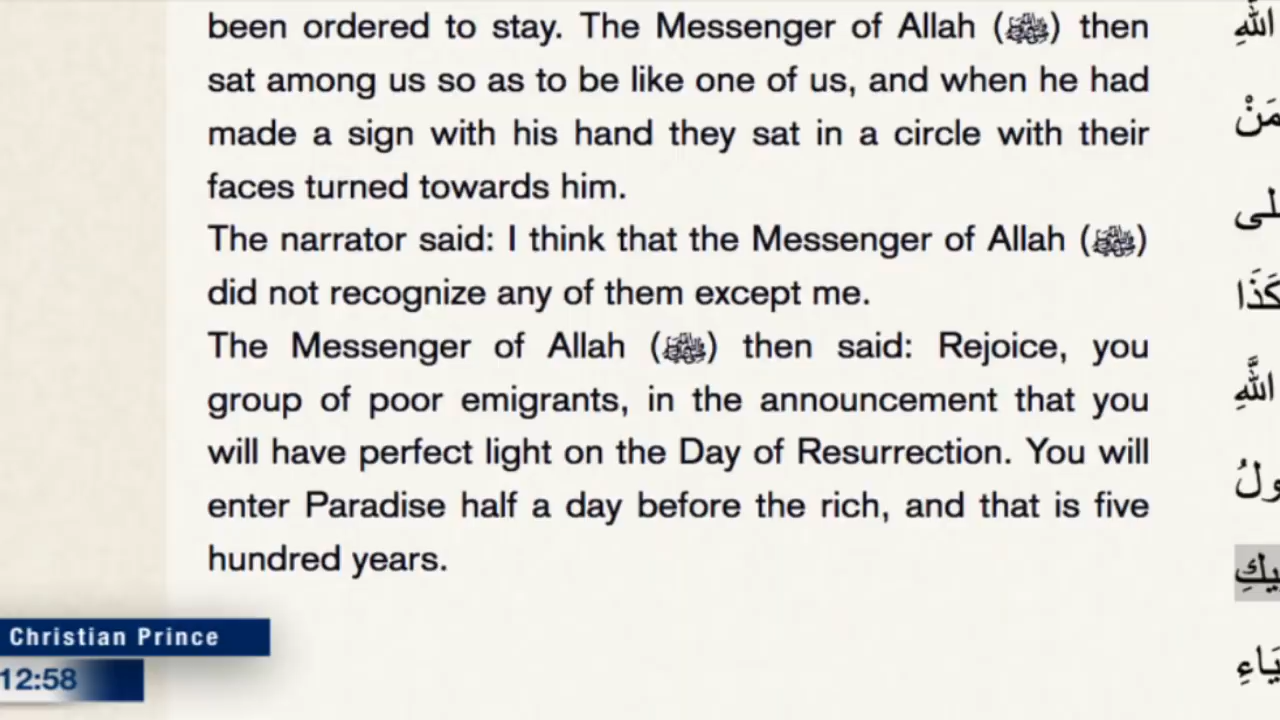 been ordered to stay. The Messenger of Allah (ﷺ) then
sat among us so as to be like one of us, and when he had
made a sign with his hand they sat in a circle with their
faces turned towards him.
The narrator said: I think that the Messenger of Allah (ﷺ)
did not recognize any of them except me.
The Messenger of Allah (ﷺ) then said: Rejoice, you
group of poor emigrants, in the announcement that you
will have perfect light on the Day of Resurrection. You will
enter Paradise half a day before the rich, and that is five
hundred years.
اللَّهِ
مَنْ
كَذَا
اللَّهِ
Christian Prince
12:58